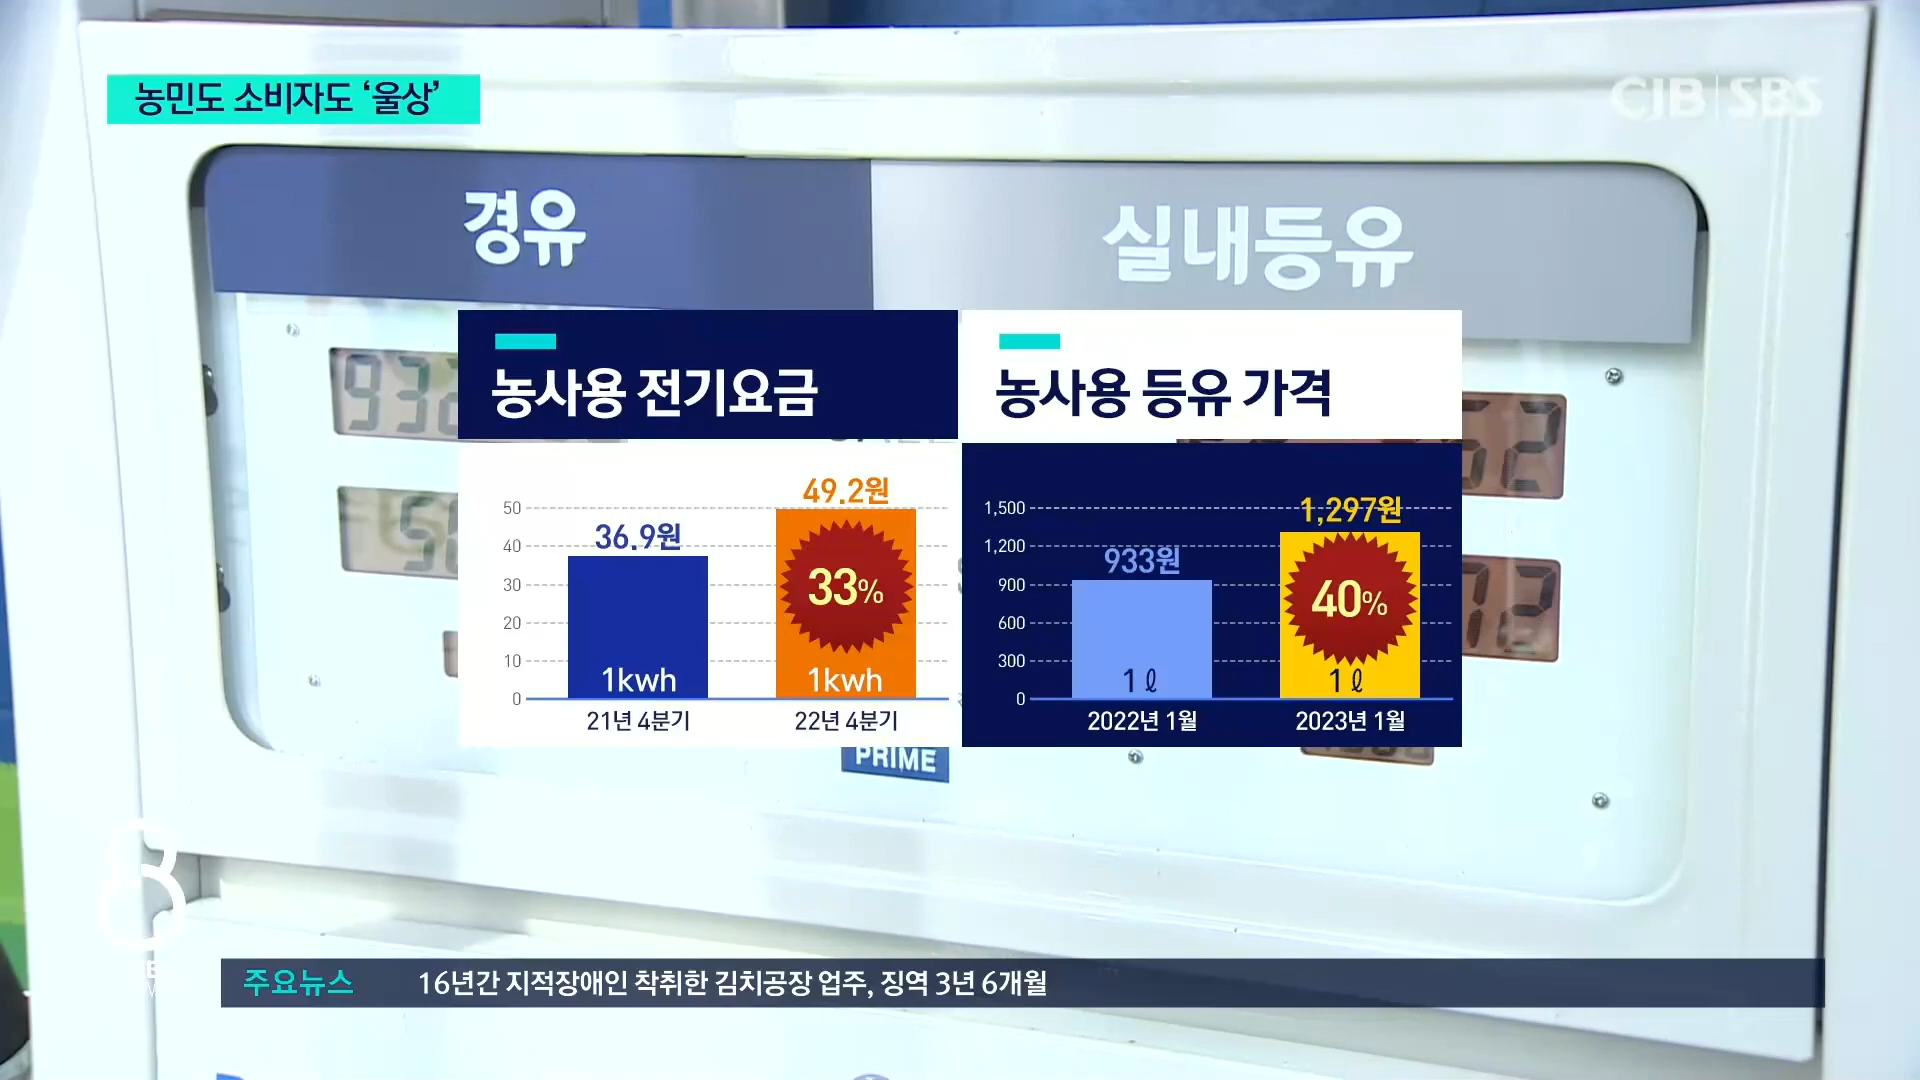 농민도 소비자도 ‘울상’
CJB SBS
경유
실내등유
농사용 전기요금
농사용 등유 가격
50
40
30
20
10
0
36.9원
49.2원
33%
1kwh
1kwh
21년 4분기
22년 4분기
1,500
1,200
900
600
300
0
933원
1,297원
40%
1ℓ
1ℓ
2022년 1월
2023년 1월
PRIME
8
주요뉴스 16년간 지적장애인 착취한 김치공장 업주, 징역 3년 6개월